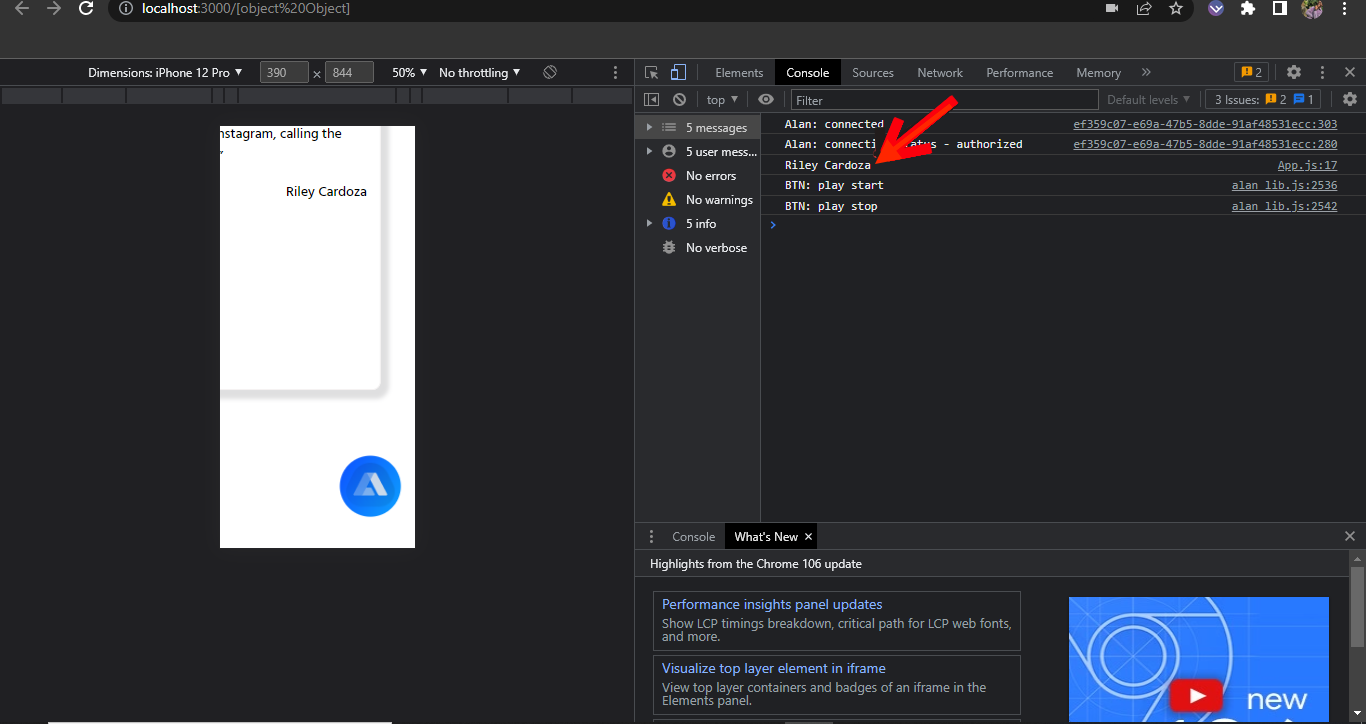 localhost:3000/[object%20Object]
Dimensions: iPhone 12 Pro ▼ 390 × 844 50% ▼ No throttling ▼
Elements Console Sources Network Performance Memory » 2
top ▼ Filter Default levels ▼ 3 Issues: 2 1
nstagram, calling the
Riley Cardoza
5 messages
5 user mess...
No errors
No warnings
5 info
No verbose
Alan: connected ef359c07-e69a-47b5-8dde-91af48531ecc:303
Alan: connecti atus - authorized ef359c07-e69a-47b5-8dde-91af48531ecc:280
Riley Cardoza App.js:17
BTN: play start alan_lib.js:2536
BTN: play stop alan_lib.js:2542
Console What's New ×
Highlights from the Chrome 106 update
Performance insights panel updates
Show LCP timings breakdown, critical path for LCP web fonts,
and more.
Visualize top layer element in iframe
View top layer containers and badges of an iframe in the
Elements panel.
new